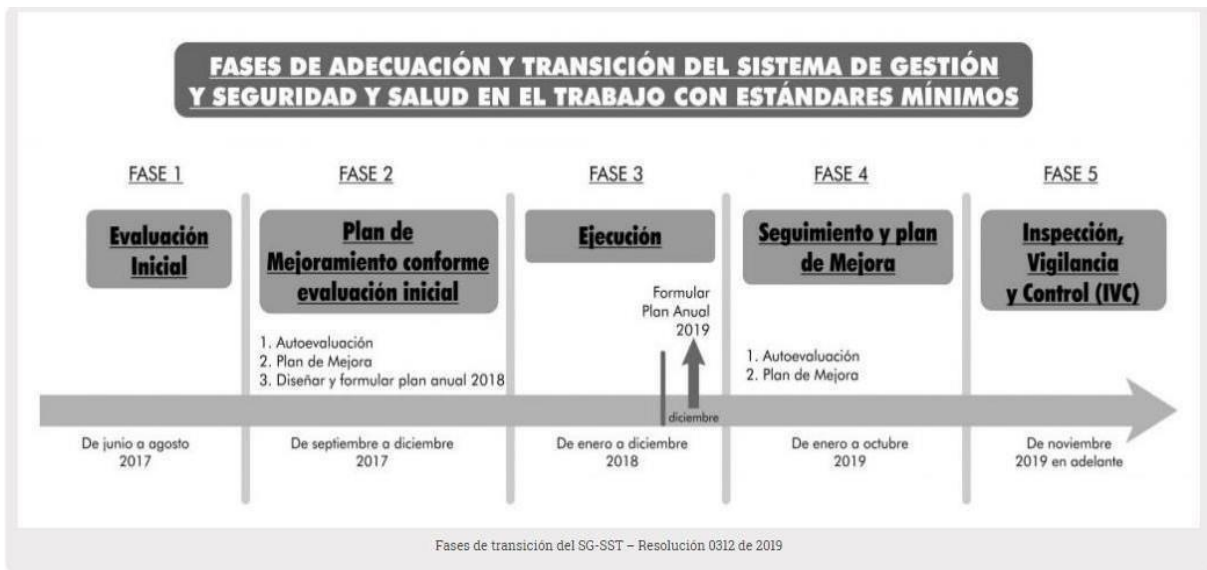 FASES DE ADECUACIÓN Y TRANSICIÓN DEL SISTEMA DE GESTIÓN
Y SEGURIDAD Y SALUD EN EL TRABAJO CON ESTÁNDARES MÍNIMOS
FASE 1
Evaluación
Inicial
De junio a agosto
2017
FASE 2
Plan de
Mejoramiento conforme
evaluación inicial
1. Autoevaluación
2. Plan de Mejora
3. Diseñar y formular plan anual 2018
De septiembre a diciembre
2017
FASE 3
Ejecución
Formular
Plan Anual
2019
diciembre
De enero a diciembre
2018
FASE 4
Seguimiento y plan
de Mejora
1. Autoevaluación
2. Plan de Mejora
De enero a octubre
2019
FASE 5
Inspección,
Vigilancia
y Control (IVC)
De noviembre
2019 en adelante
Fases de transición del SG-SST – Resolución 0312 de 2019